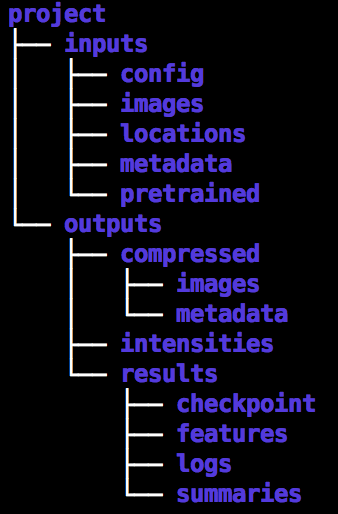 project
inputs
config
images
locations
metadata
pretrained
outputs
compressed
images
metadata
intensities
results
checkpoint
features
logs
summaries